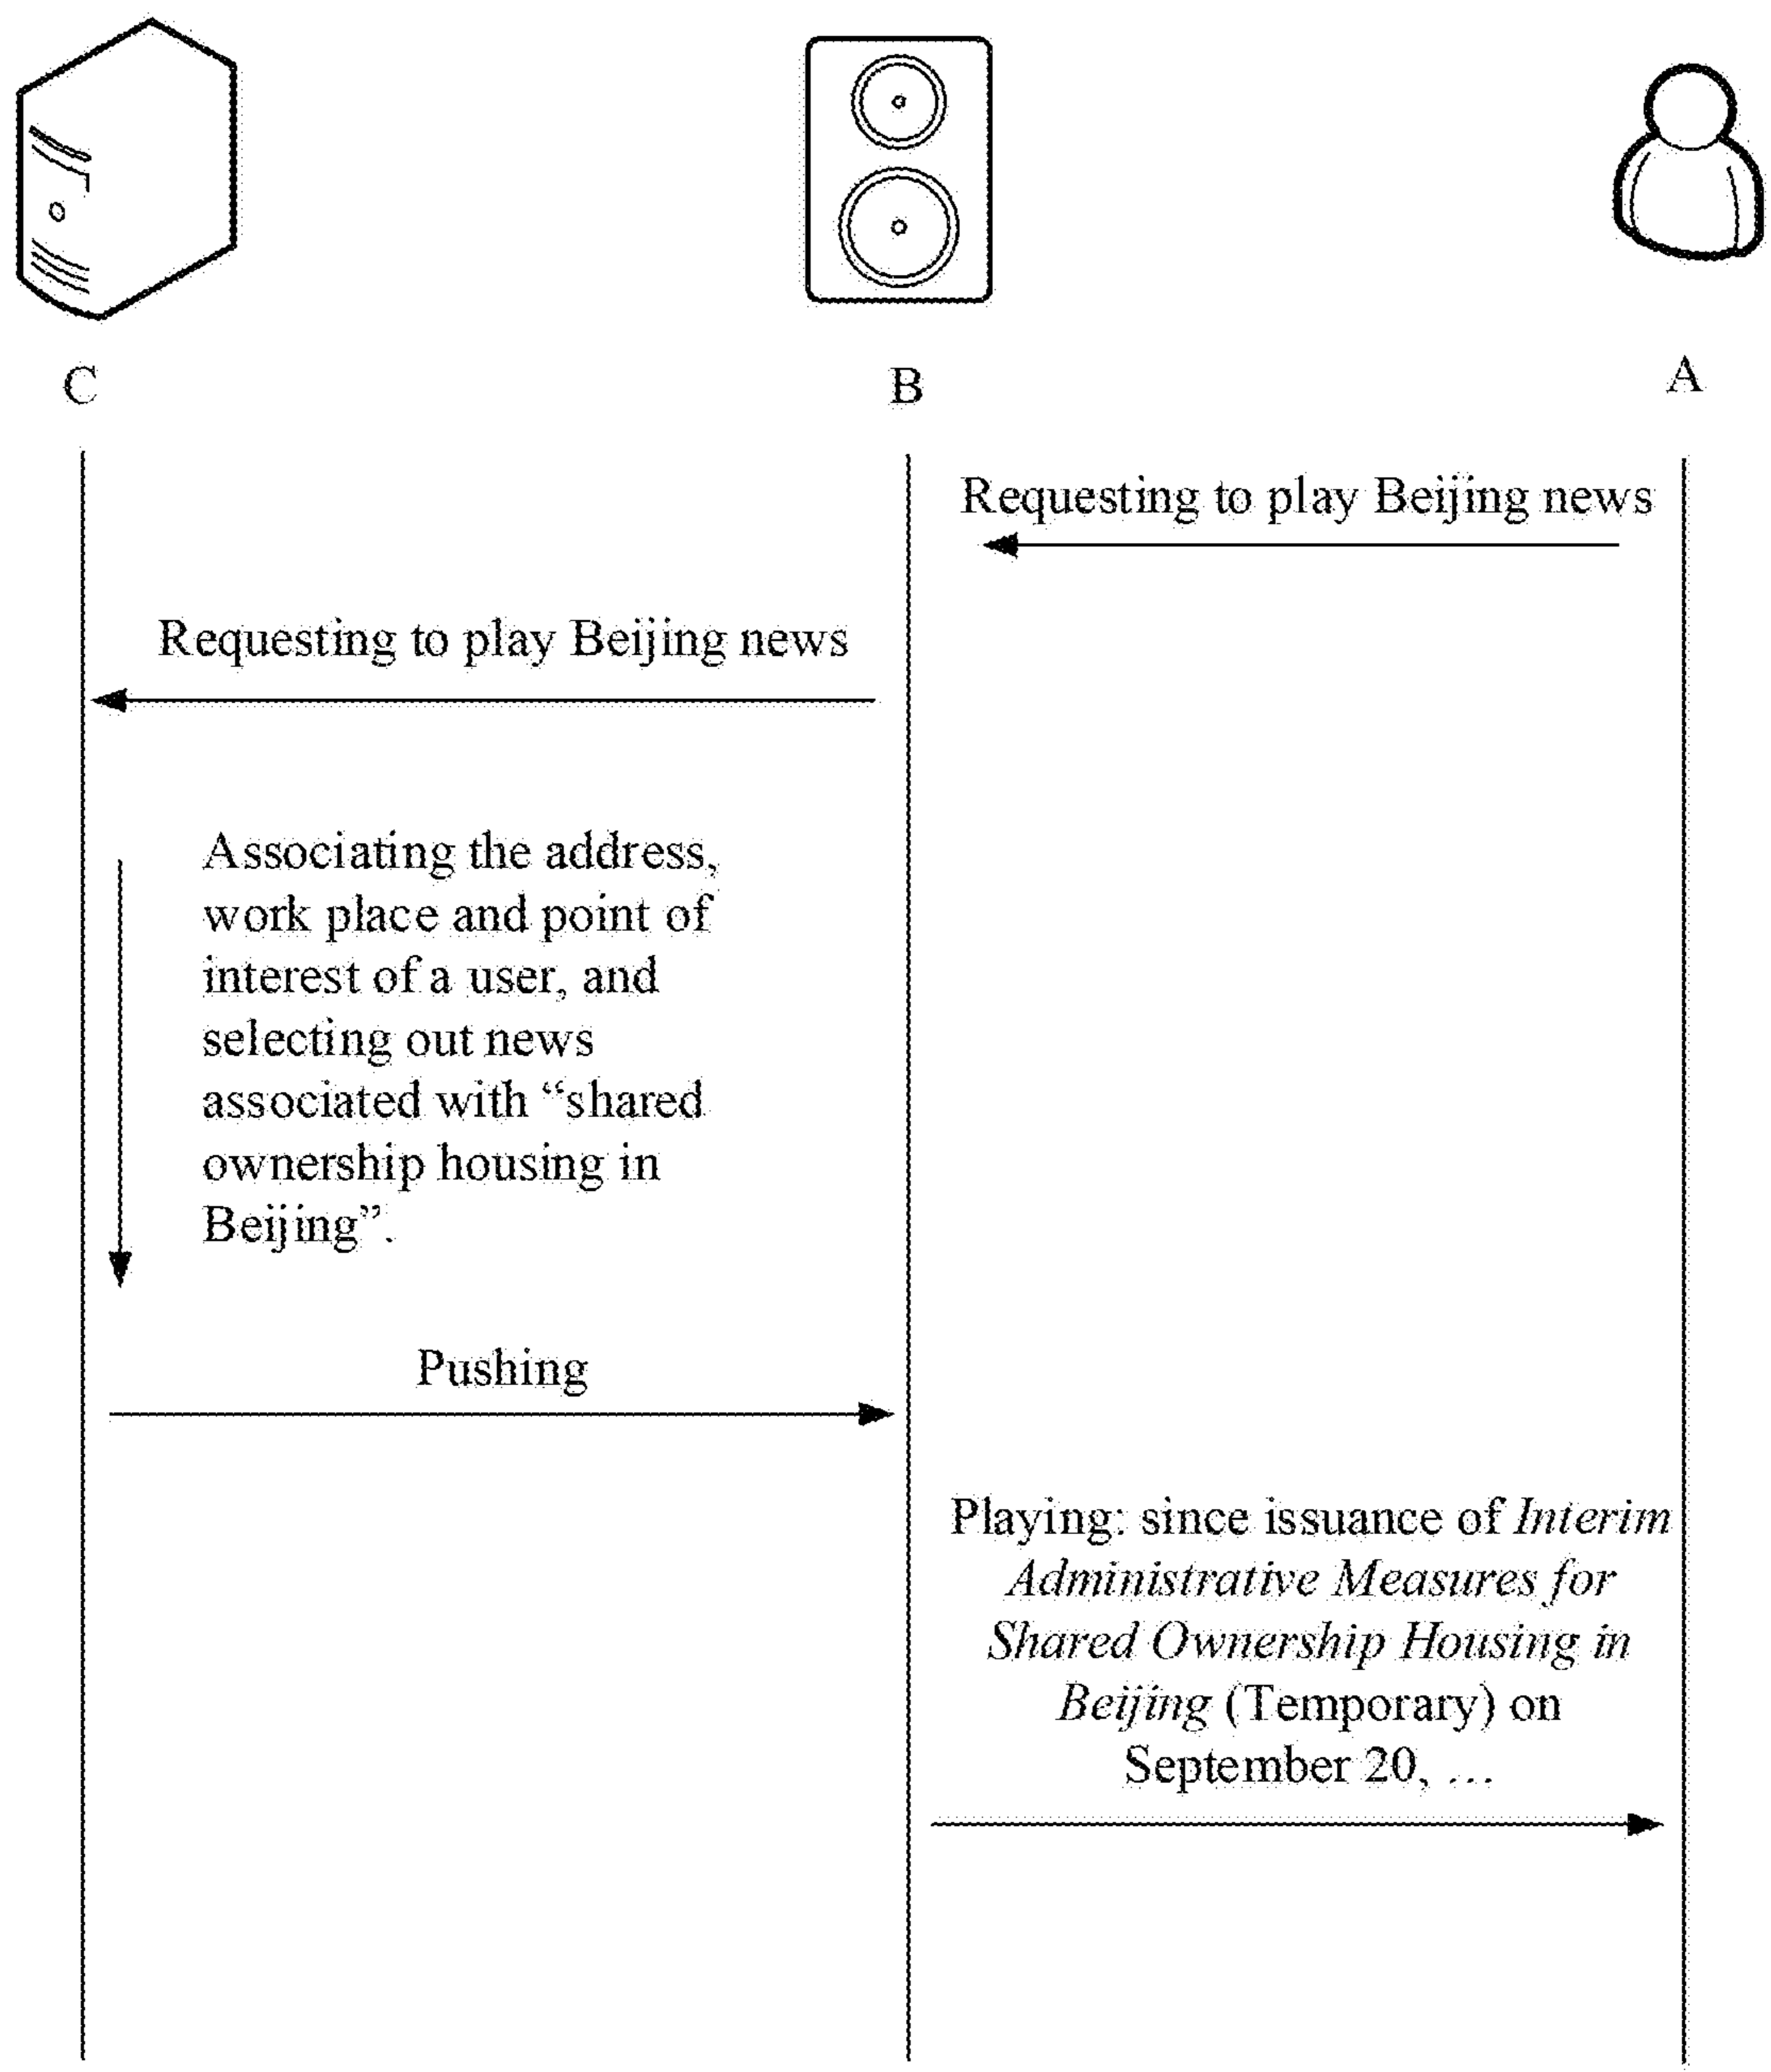 C
B
A
Requesting to play Beijing news
Requesting to play Beijing news
Associating the address,
work place and point of
interest of a user, and
selecting out news
associated with “shared
ownership housing in
Beijing”.
Pushing
Playing: since issuance of Interim
Administrative Measures for
Shared Ownership Housing in
Beijing (Temporary) on
September 20, …